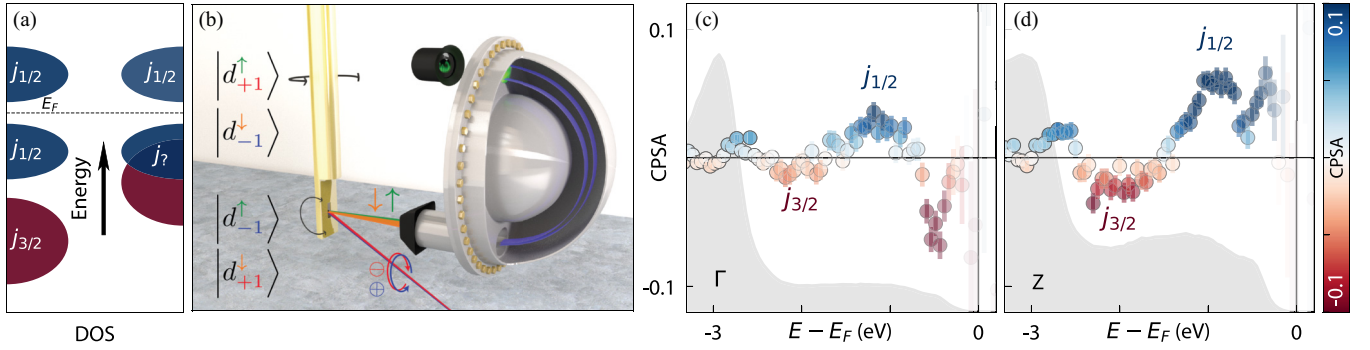 (a)
j1/2
j1/2
EF
j1/2
j?
Energy
j3/2
DOS
(b)
|d↑+1⟩
|d↓−1⟩
|d↑−1⟩
|d↓+1⟩
↓↑
⊖
⊕
(c)
0.1
CPSA
-0.1
j1/2
j3/2
Γ
-3
E − EF (eV)
0
(d)
j1/2
j3/2
Z
-3
E − EF (eV)
0
0.1
CPSA
-0.1